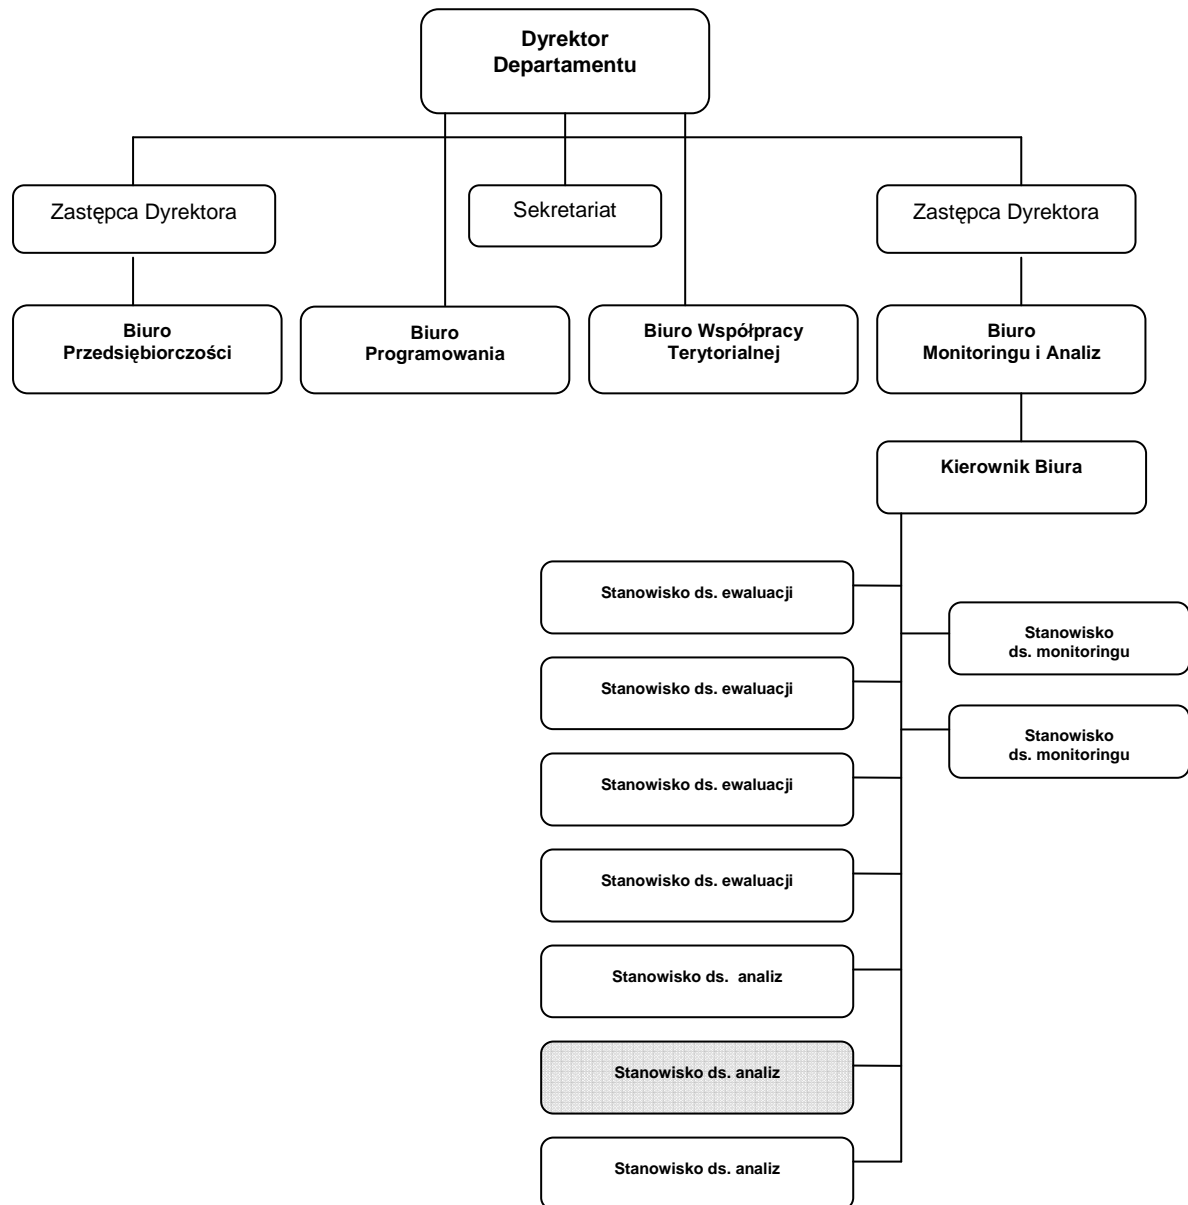 Dyrektor
Departamentu
Zastępca Dyrektora
Sekretariat
Zastępca Dyrektora
Biuro
Przedsiębiorczości
Biuro
Programowania
Biuro Współpracy
Terytorialnej
Biuro
Monitoringu i Analiz
Kierownik Biura
Stanowisko ds. ewaluacji
Stanowisko
ds. monitoringu
Stanowisko ds. ewaluacji
Stanowisko
ds. monitoringu
Stanowisko ds. ewaluacji
Stanowisko ds. ewaluacji
Stanowisko ds. analiz
Stanowisko ds. analiz
Stanowisko ds. analiz